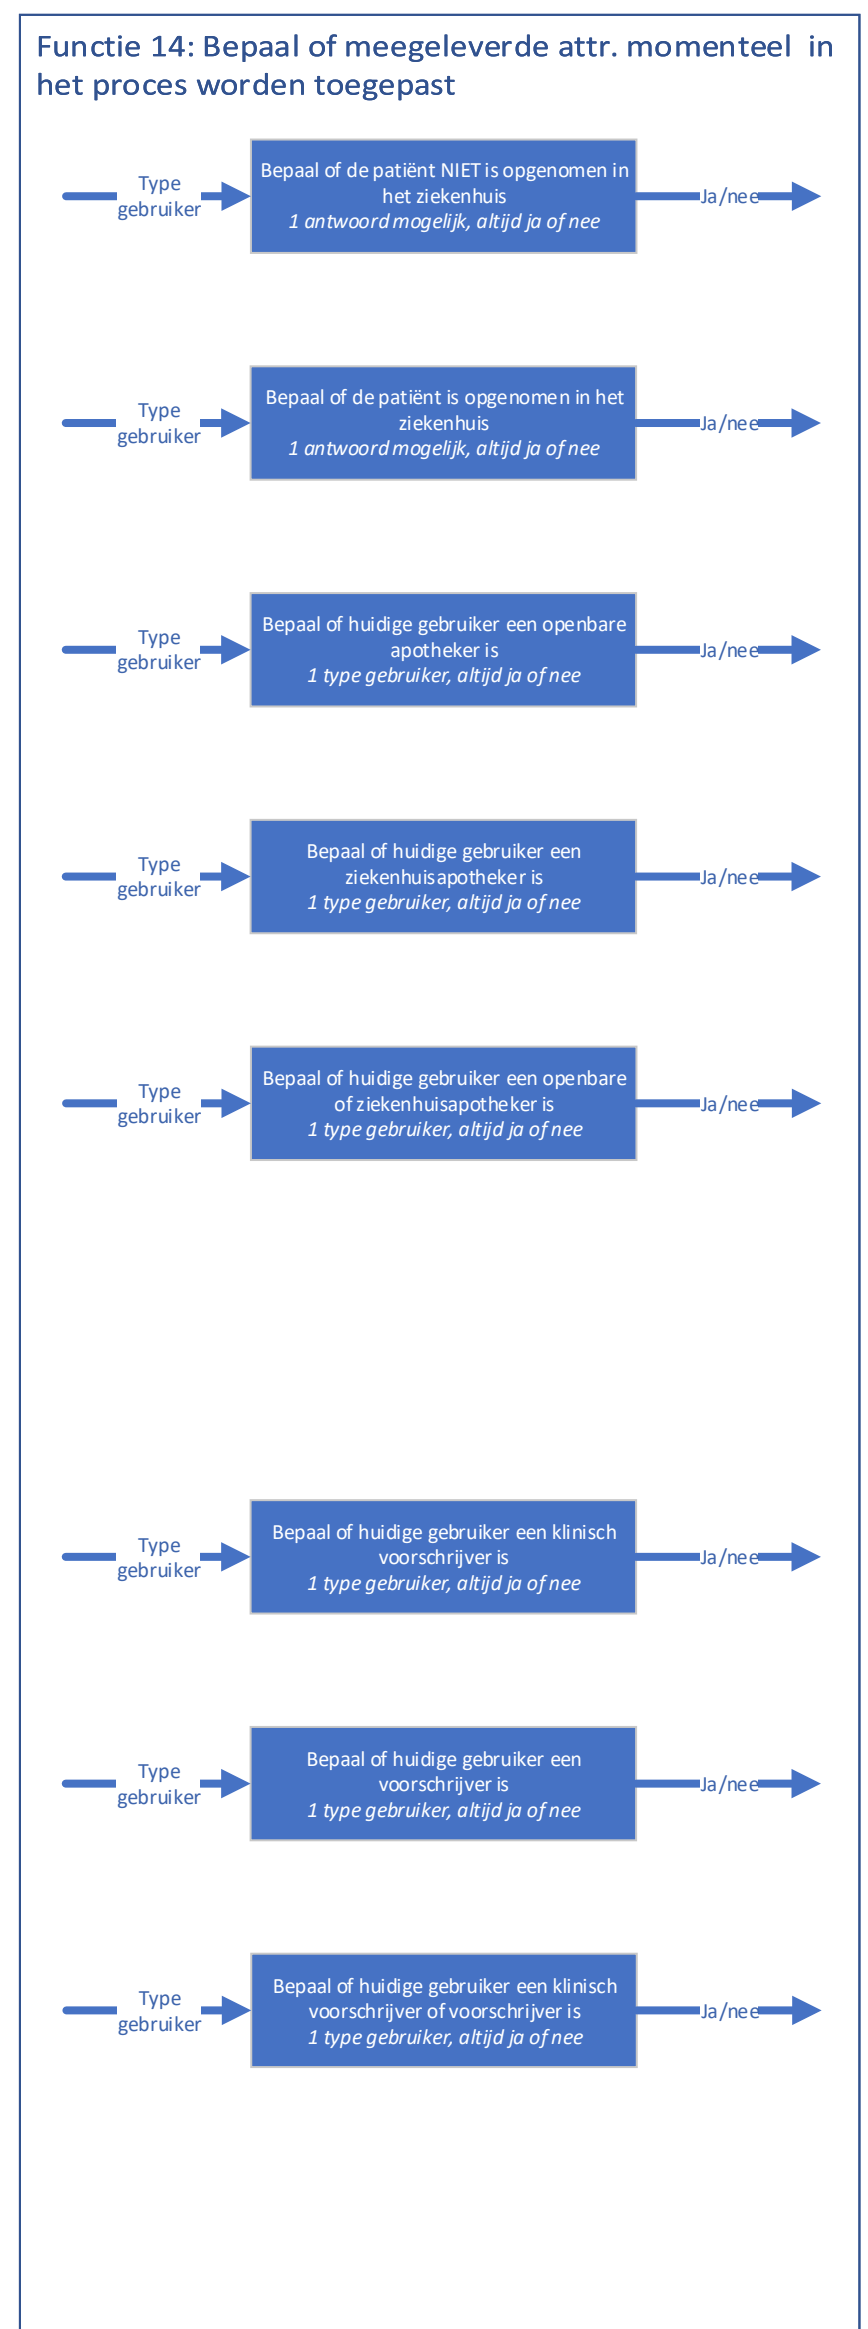 Functie 14: Bepaal of meegeleverde attr. momenteel in
het proces worden toegepast
Type
gebruiker
Bepaal of de patiënt NIET is opgenomen in
het ziekenhuis
1 antwoord mogelijk, altijd ja of nee
Ja/nee
Type
gebruiker
Bepaal of de patiënt is opgenomen in het
ziekenhuis
1 antwoord mogelijk, altijd ja of nee
Ja/nee
Type
gebruiker
Bepaal of huidige gebruiker een openbare
apotheker is
1 type gebruiker, altijd ja of nee
Ja/nee
Type
gebruiker
Bepaal of huidige gebruiker een
ziekenhuisapotheker is
1 type gebruiker, altijd ja of nee
Ja/nee
Type
gebruiker
Bepaal of huidige gebruiker een openbare
of ziekenhuisapotheker is
1 type gebruiker, altijd ja of nee
Ja/nee
Type
gebruiker
Bepaal of huidige gebruiker een klinisch
voorschrijver is
1 type gebruiker, altijd ja of nee
Ja/nee
Type
gebruiker
Bepaal of huidige gebruiker een
voorschrijver is
1 type gebruiker, altijd ja of nee
Ja/nee
Type
gebruiker
Bepaal of huidige gebruiker een klinisch
voorschrijver of voorschrijver is
1 type gebruiker, altijd ja of nee
Ja/nee